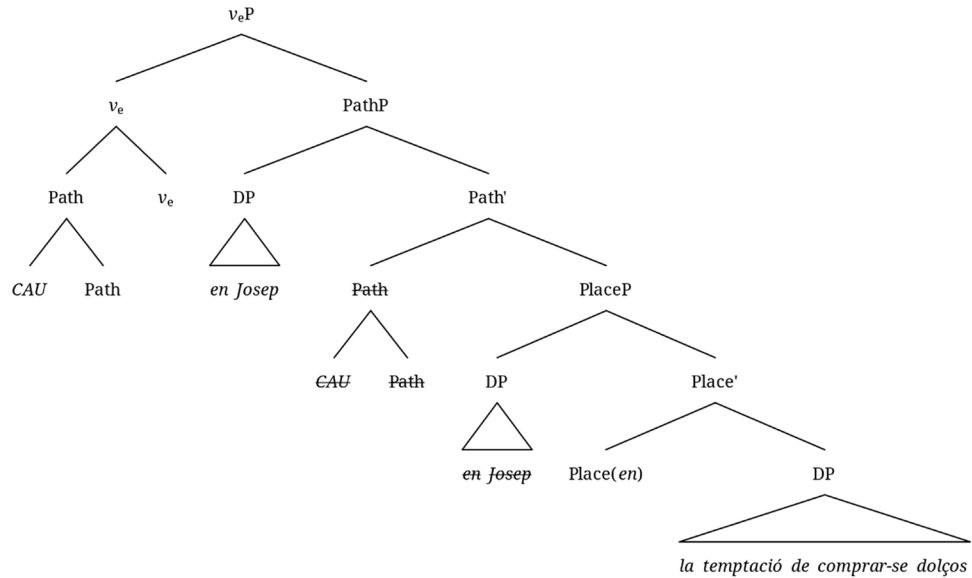 vₑP
vₑ PathP
Path vₑ DP Path'
CAU Path en Josep Path PlaceP
CAU Path DP Place'
en Josep Place(en) DP
la temptació de comprar-se dolços